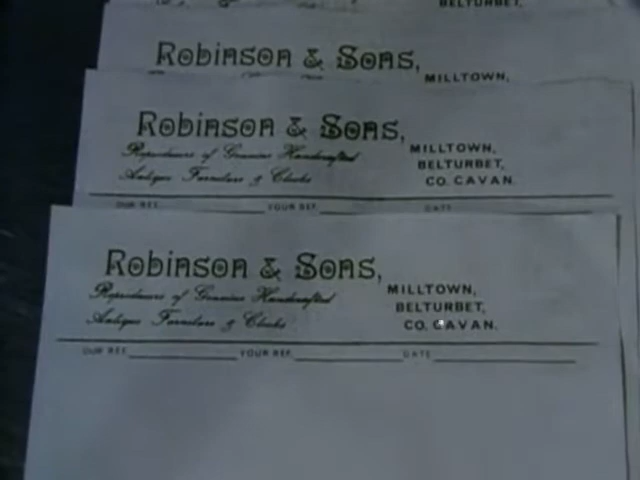 BELTURBET,
Robinson & Sons,
MILLTOWN,
Robinson & Sons,
Reproducers of Genuine Handcrafted
Antique Furniture & Clocks
MILLTOWN,
BELTURBET,
CO. CAVAN.
OUR REF. YOUR REF. DATE
Robinson & Sons,
Reproducers of Genuine Handcrafted
Antique Furniture & Clocks
MILLTOWN,
BELTURBET,
CO. CAVAN.
OUR REF. YOUR REF. DATE